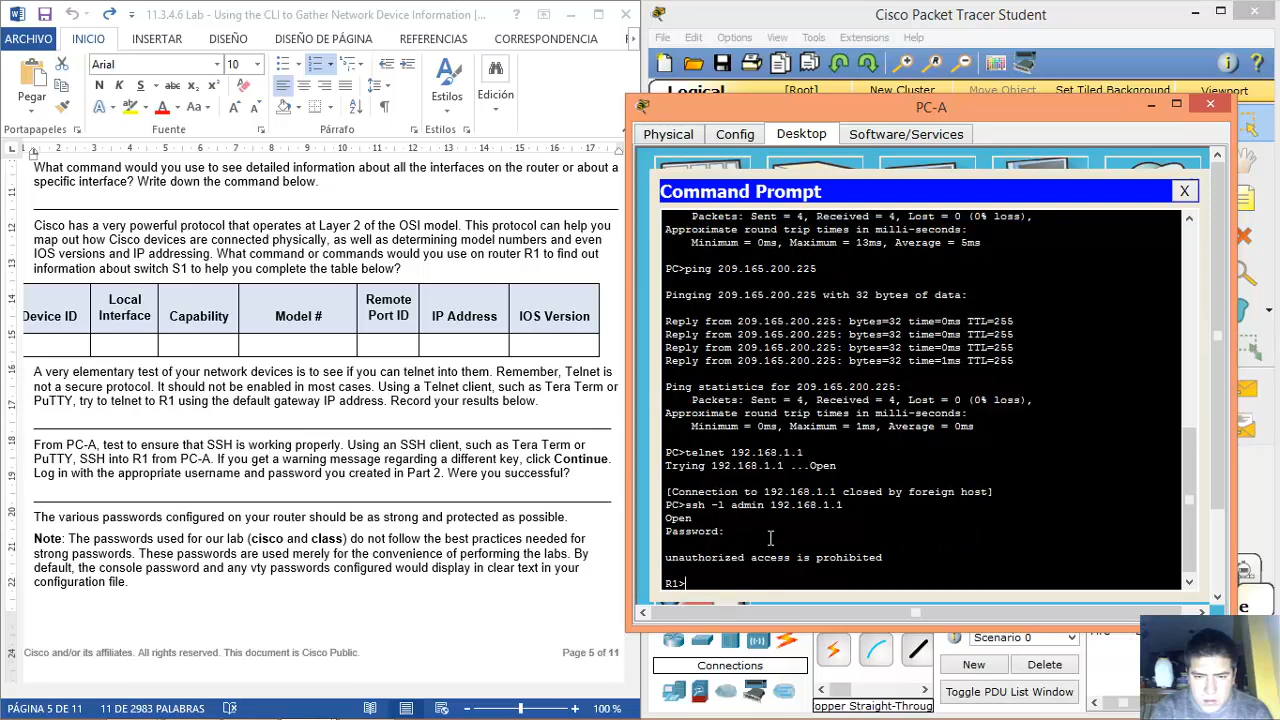 11.3.4.6 Lab - Using the CLI to Gather Network Device Information [...
ARCHIVO INICIO INSERTAR DISEÑO DISEÑO DE PÁGINA REFERENCIAS CORRESPONDENCIA
Arial 10
Pegar
N K S abc x₂ x²
Aa
Estilos
Edición
Portapapeles Fuente Párrafo Estilos
What command would you use to see detailed information about all the interfaces on the router or about a
specific interface? Write down the command below.
Cisco has a very powerful protocol that operates at Layer 2 of the OSI model. This protocol can help you
map out how Cisco devices are connected physically, as well as determining model numbers and even
IOS versions and IP addressing. What command or commands would you use on router R1 to find out
information about switch S1 to help you complete the table below?
Device ID Local Interface Capability Model # Remote Port ID IP Address IOS Version
A very elementary test of your network devices is to see if you can telnet into them. Remember, Telnet is
not a secure protocol. It should not be enabled in most cases. Using a Telnet client, such as Tera Term or
PuTTY, try to telnet to R1 using the default gateway IP address. Record your results below.
From PC-A, test to ensure that SSH is working properly. Using an SSH client, such as Tera Term or
PuTTY, SSH into R1 from PC-A. If you get a warning message regarding a different key, click Continue.
Log in with the appropriate username and password you created in Part 2. Were you successful?
The various passwords configured on your router should be as strong and protected as possible.
Note: The passwords used for our lab (cisco and class) do not follow the best practices needed for
strong passwords. These passwords are used merely for the convenience of performing the labs. By
default, the console password and any vty passwords configured would display in clear text in your
configuration file.
Cisco and/or its affiliates. All rights reserved. This document is Cisco Public. Page 5 of 11
PÁGINA 5 DE 11 11 DE 2983 PALABRAS 100 %
Cisco Packet Tracer Student
File Edit Options View Tools Extensions Help
Logical [Root] New Cluster Move Object Set Tiled Background Viewport
PC-A
Physical Config Desktop Software/Services
Command Prompt X
Packets: Sent = 4, Received = 4, Lost = 0 (0% loss),
Approximate round trip times in milli-seconds:
Minimum = 0ms, Maximum = 13ms, Average = 5ms
PC>ping 209.165.200.225
Pinging 209.165.200.225 with 32 bytes of data:
Reply from 209.165.200.225: bytes=32 time=0ms TTL=255
Reply from 209.165.200.225: bytes=32 time=0ms TTL=255
Reply from 209.165.200.225: bytes=32 time=0ms TTL=255
Reply from 209.165.200.225: bytes=32 time=1ms TTL=255
Ping statistics for 209.165.200.225:
Packets: Sent = 4, Received = 4, Lost = 0 (0% loss),
Approximate round trip times in milli-seconds:
Minimum = 0ms, Maximum = 1ms, Average = 0ms
PC>telnet 192.168.1.1
Trying 192.168.1.1 ...Open
[Connection to 192.168.1.1 closed by foreign host]
PC>ssh -l admin 192.168.1.1
Open
Password:
unauthorized access is prohibited
R1>
Connections
Scenario 0
New Delete
Toggle PDU List Window
opper Straight-Throug